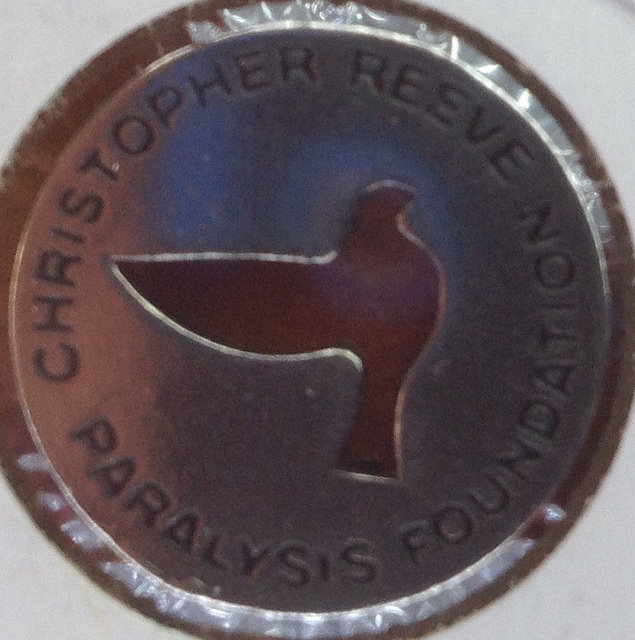 CHRISTOPHER REEVE
PARALYSIS FOUNDATION